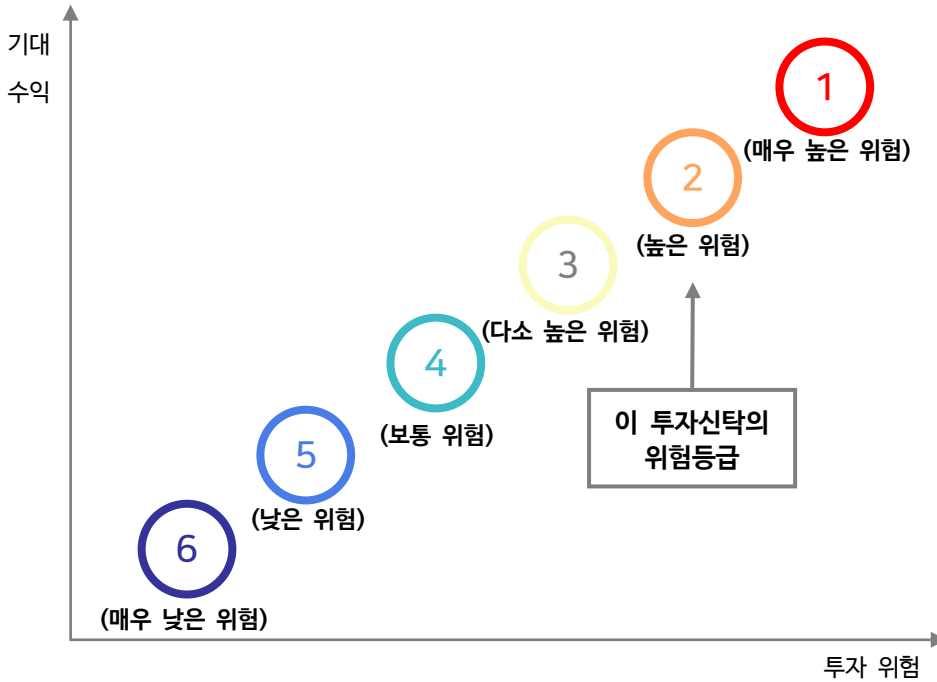 기대
수익
1
(매우 높은 위험)
2
(높은 위험)
3
(다소 높은 위험)
4
(보통 위험)
이 투자신탁의
위험등급
5
(낮은 위험)
6
(매우 낮은 위험)
투자 위험